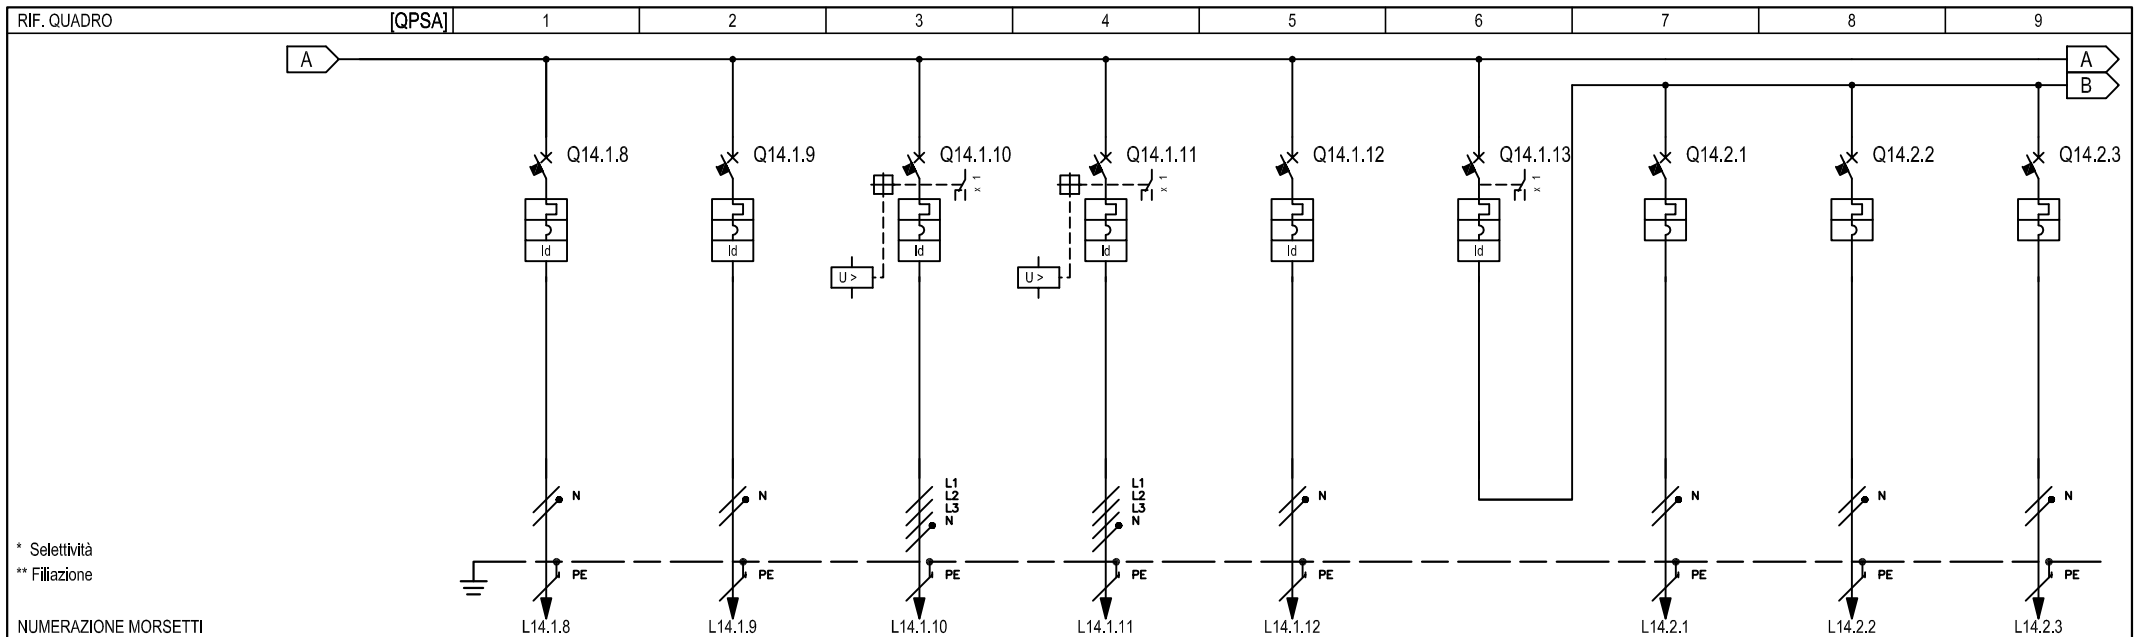 RIF. QUADRO [QPSA] 1 2 3 4 5 6 7 8 9
A A
B
Q14.1.8 Q14.1.9 Q14.1.10 Q14.1.11 Q14.1.12 Q14.1.13 Q14.2.1 Q14.2.2 Q14.2.3
x 1 x 1 x 1
Id Id Id Id Id Id
U > U >
L1 L1
L2 L2
L3 L3
N N N N N N N N
* Selettività
** Filiazione
PE PE PE PE PE PE PE PE
NUMERAZIONE MORSETTI L14.1.8 L14.1.9 L14.1.10 L14.1.11 L14.1.12 L14.2.1 L14.2.2 L14.2.3